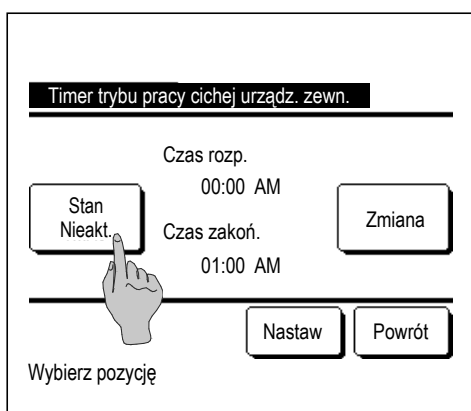 Timer trybu pracy cichej urządz. zewn.
Czas rozp.
00:00 AM
Stan
Nieakt.
Czas zakoń.
01:00 AM
Zmiana
Nastaw
Powrót
Wybierz pozycję